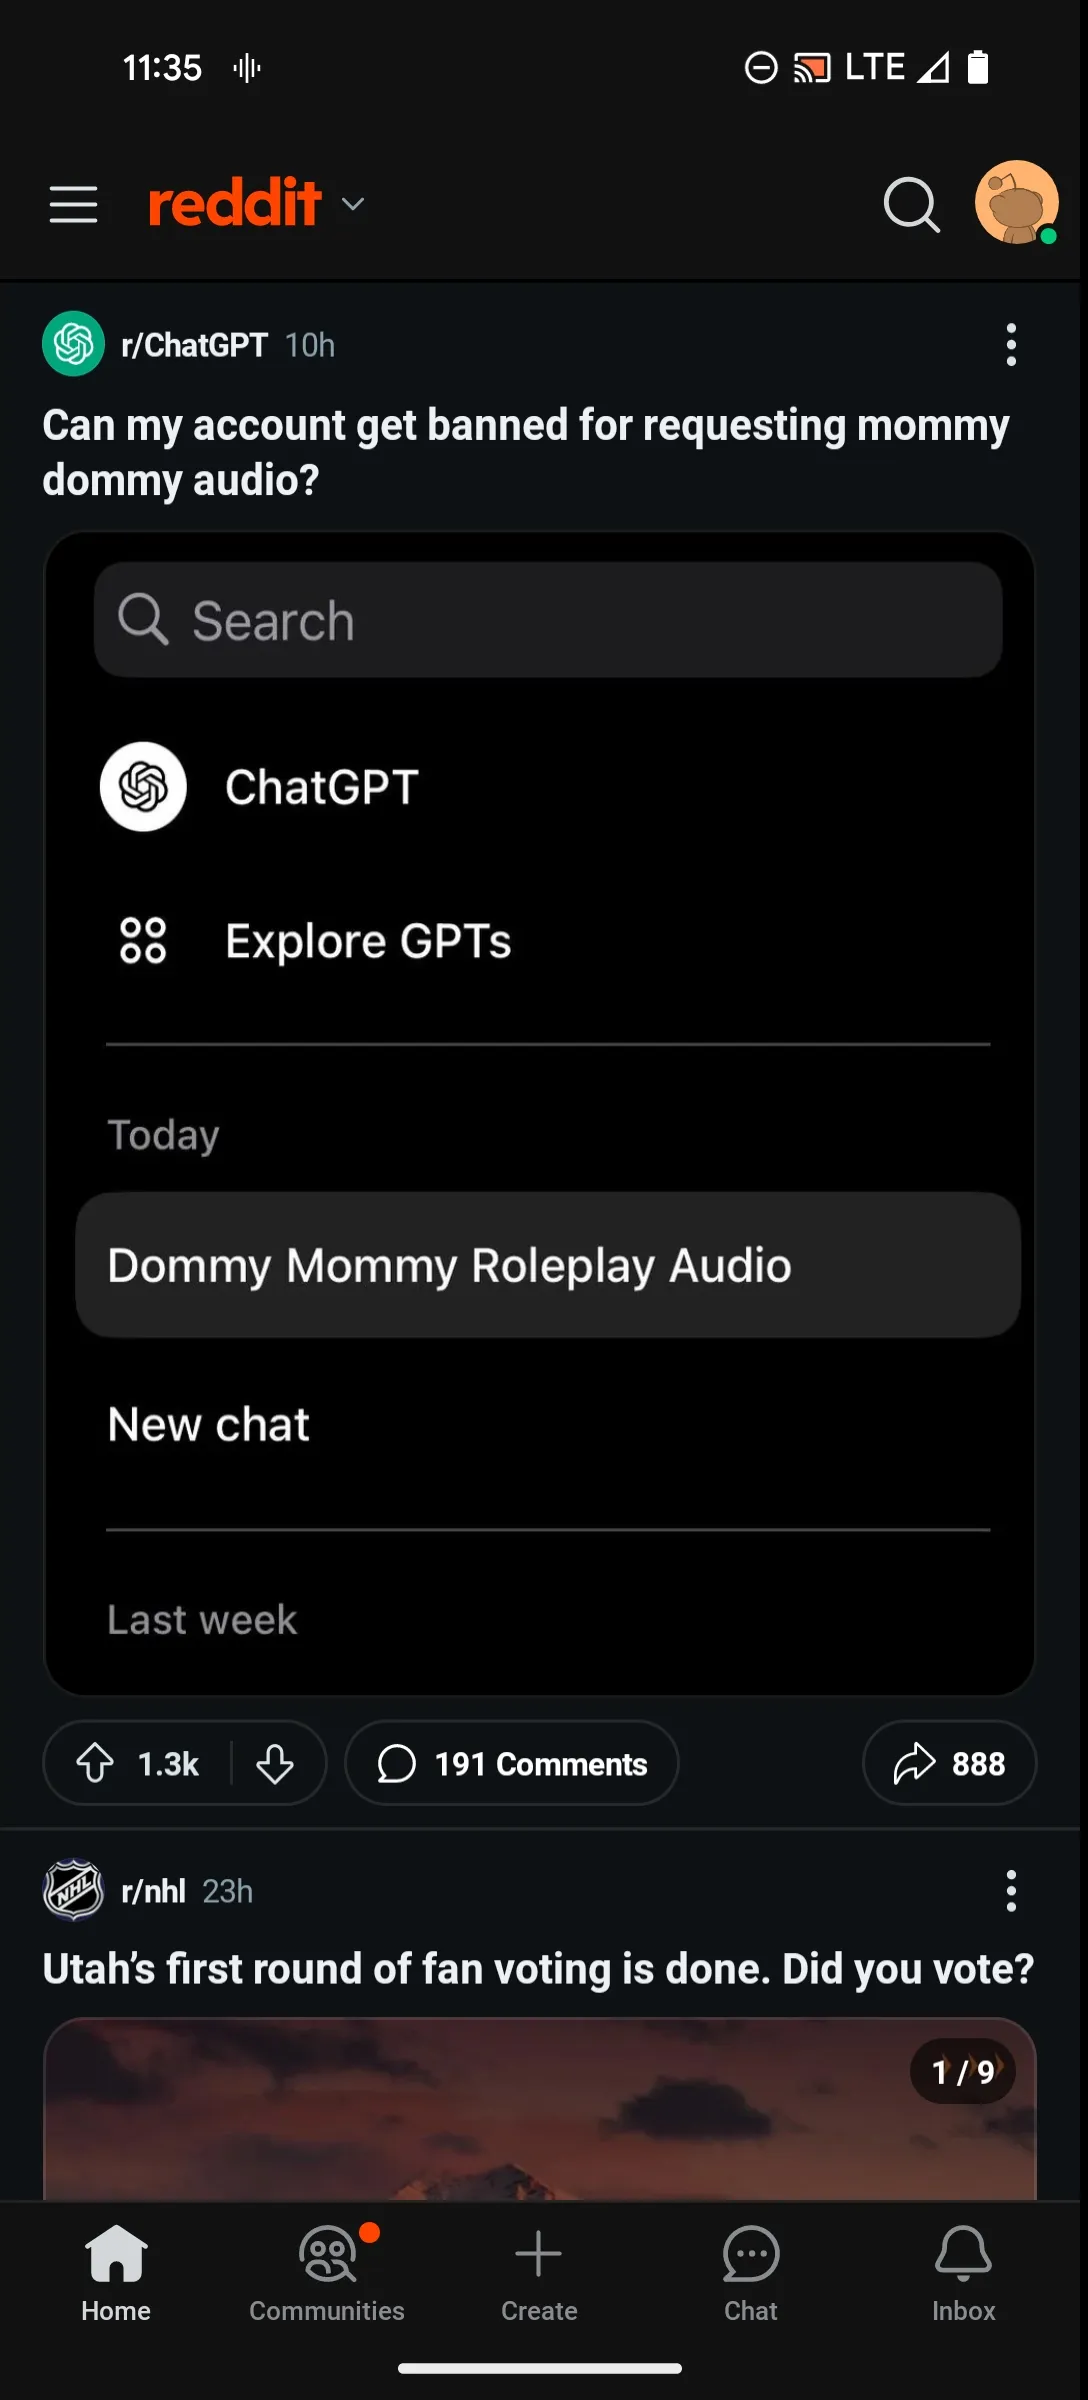 11:35
LTE
reddit
r/ChatGPT 10h
Can my account get banned for requesting mommy
dommy audio?
Search
ChatGPT
Explore GPTs
Today
Dommy Mommy Roleplay Audio
New chat
Last week
1.3k 191 Comments 888
NHL
r/nhl 23h
Utah’s first round of fan voting is done. Did you vote?
1 / 9
Home Communities Create Chat Inbox